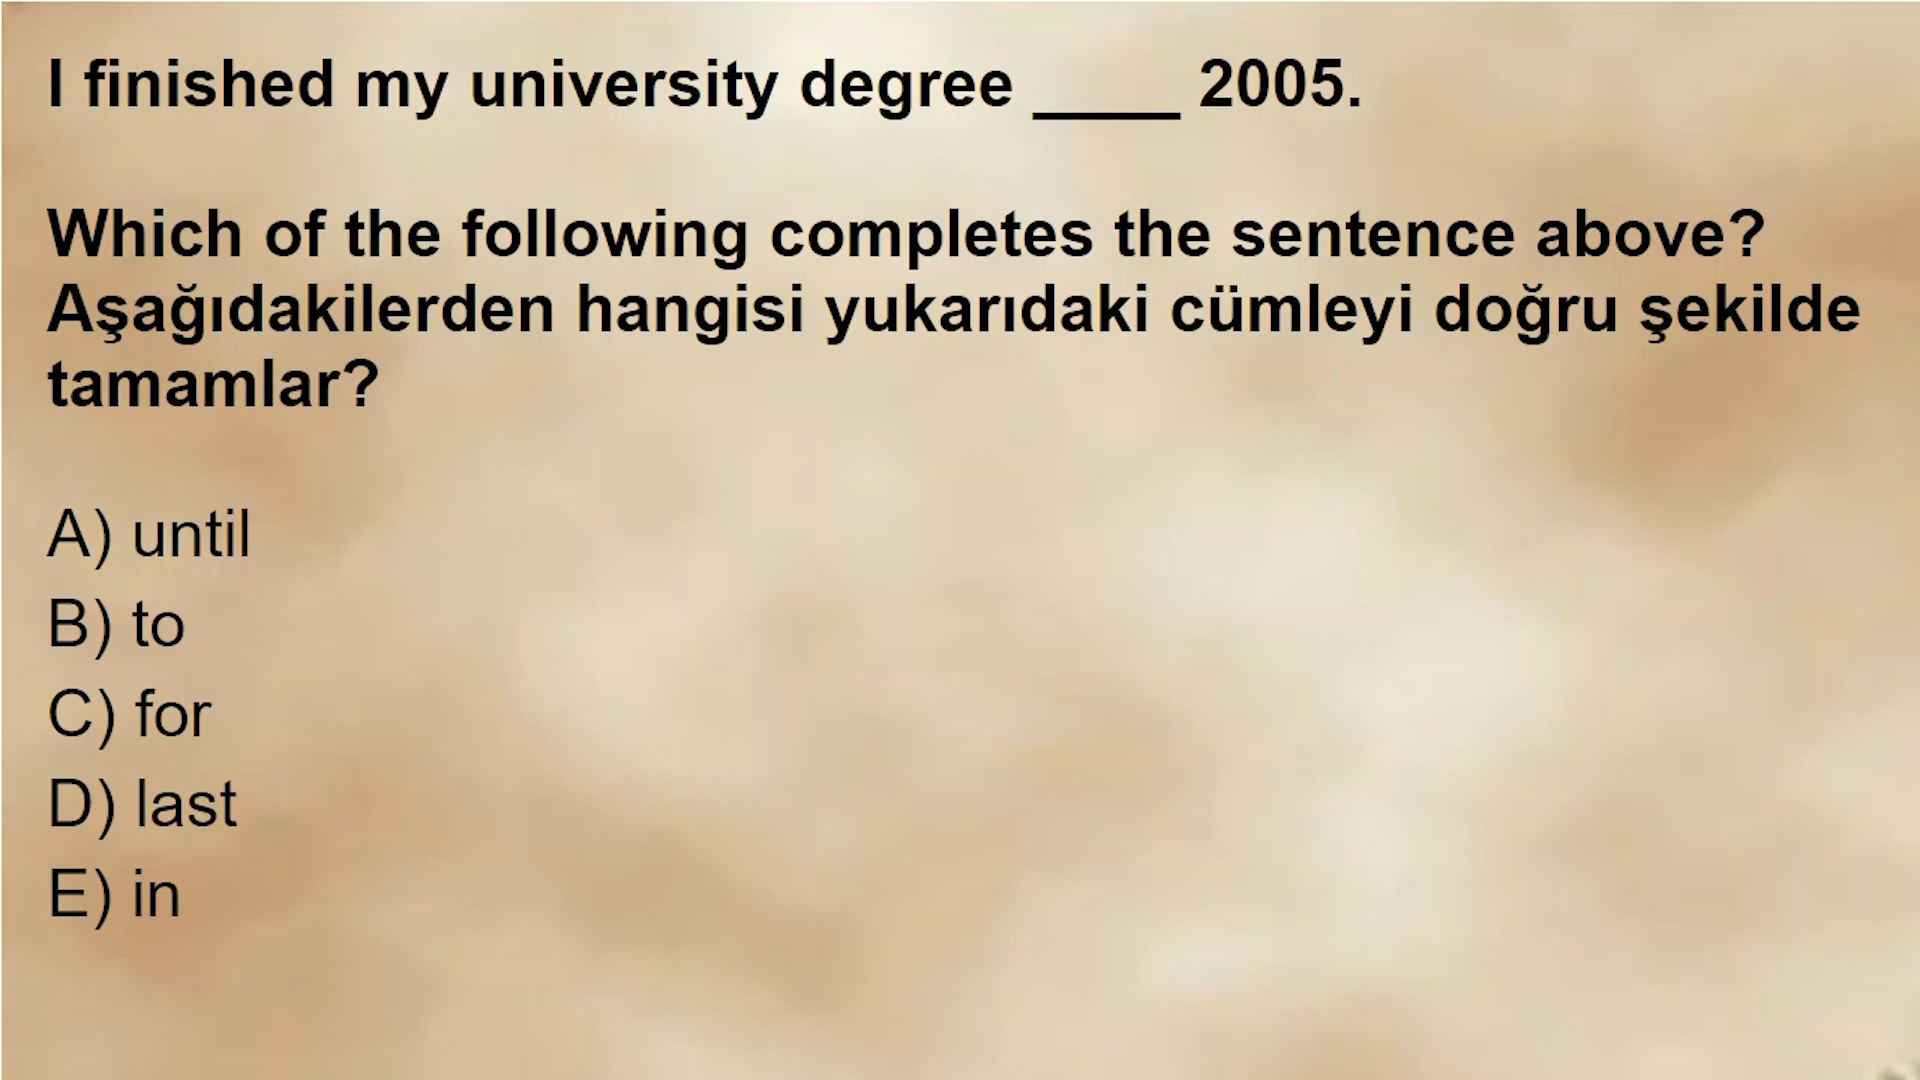 I finished my university degree ____ 2005.
Which of the following completes the sentence above?
Aşağıdakilerden hangisi yukarıdaki cümleyi doğru şekilde
tamamlar?
A) until
B) to
C) for
D) last
E) in